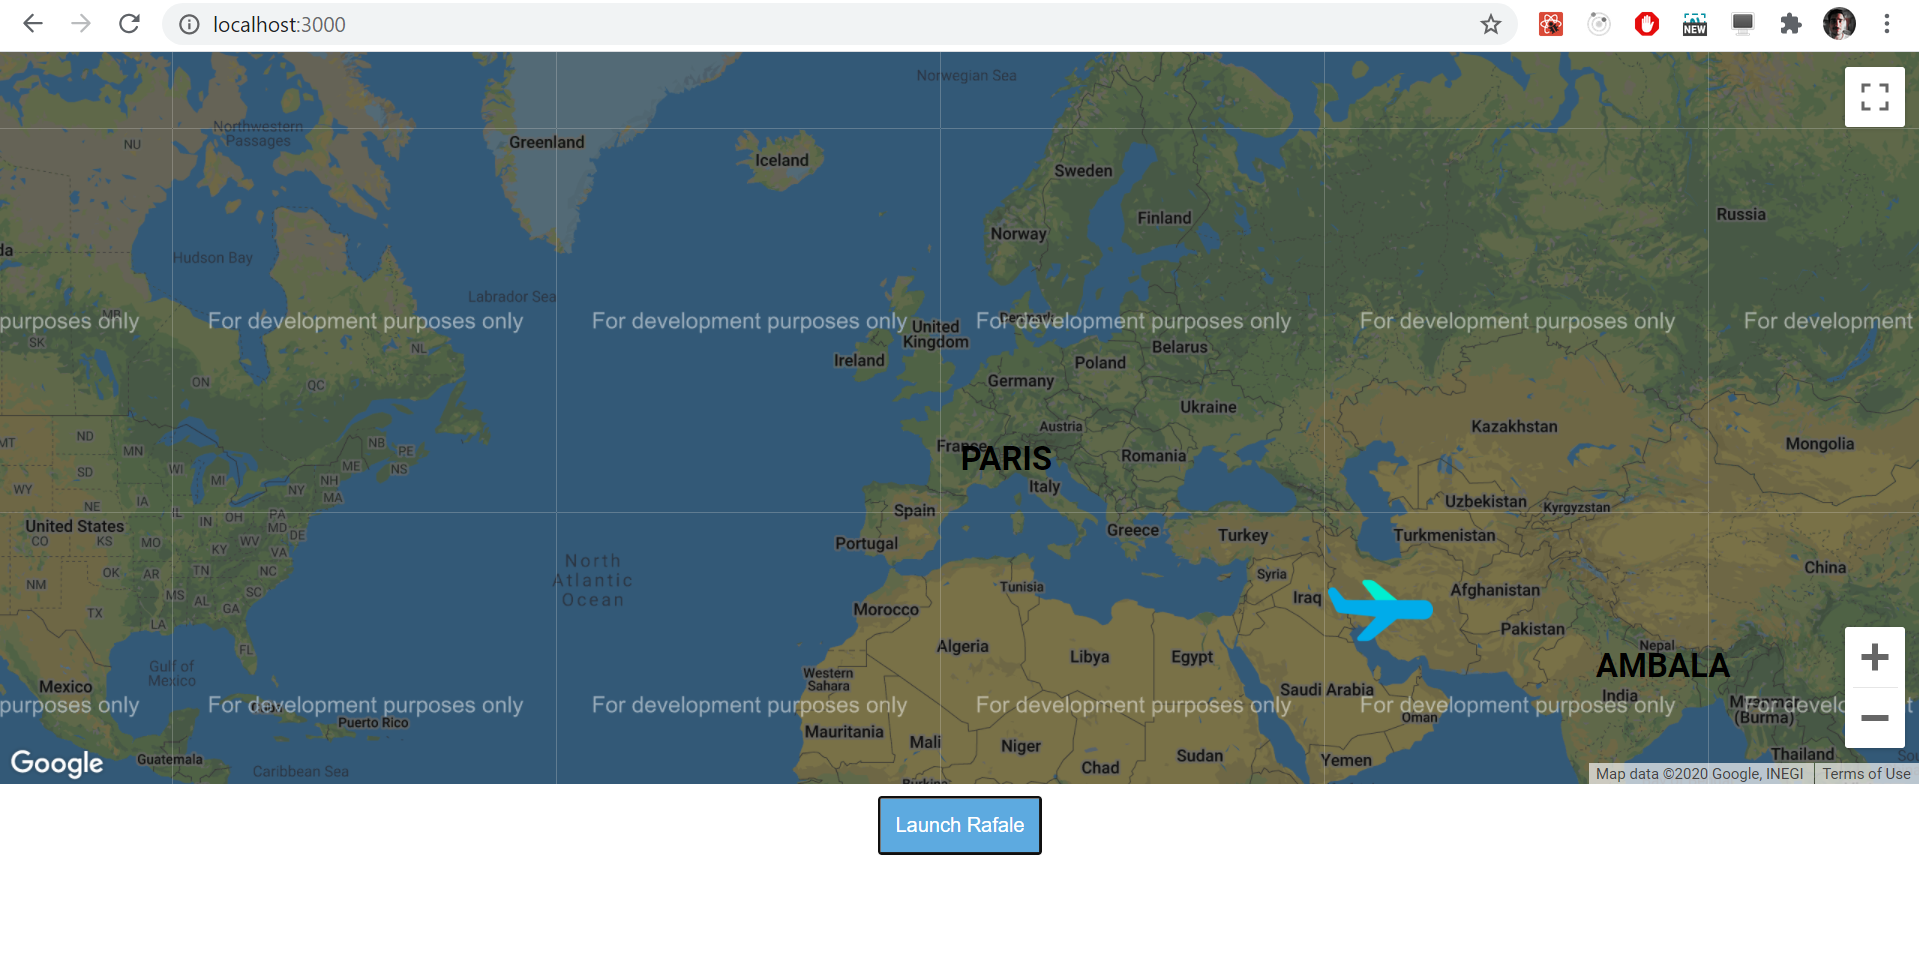 localhost:3000
NEW
Norwegian Sea
Northwestern
Passages
NU
Greenland
Iceland
Sweden
Finland
Russia
Norway
da
Hudson Bay
Labrador Sea
MB
purposes only
For development purposes only
For development purposes only
Denmark
For development purposes only
For development purposes only
For development
United
Kingdom
SK
NL
Ireland
Belarus
Poland
ON
QC
Germany
Ukraine
Austria
Kazakhstan
MT
ND
MN
NB
PE
France
PARIS
Romania
Mongolia
SD
WI
MI
ME
NH
NS
Italy
WY
NE
IA
NY
MA
Uzbekistan
Kyrgyzstan
Spain
United States
IL
IN
OH
PA
MD
DE
Greece
Turkey
Turkmenistan
CO
KS
MO
KY
WV
VA
Portugal
North
Atlantic
Ocean
OK
AR
TN
NC
Syria
Tunisia
China
NM
MS
AL
GA
SC
Iraq
Afghanistan
TX
LA
Morocco
Pakistan
FL
Algeria
Libya
Egypt
Nepal
AMBALA
Gulf of
Mexico
Western
Sahara
Mexico
Saudi Arabia
India
purposes only
For development purposes only
Cuba
For development purposes only
For development purposes only
For development purposes only
For develo
t
Myanmar
(Burma)
Puerto Rico
Oman
Mauritania
Mali
Niger
Sudan
Yemen
Thailand
Sou
Google
Guatemala
Caribbean Sea
Chad
Burkina
Map data ©2020 Google, INEGI
Terms of Use
Launch Rafale